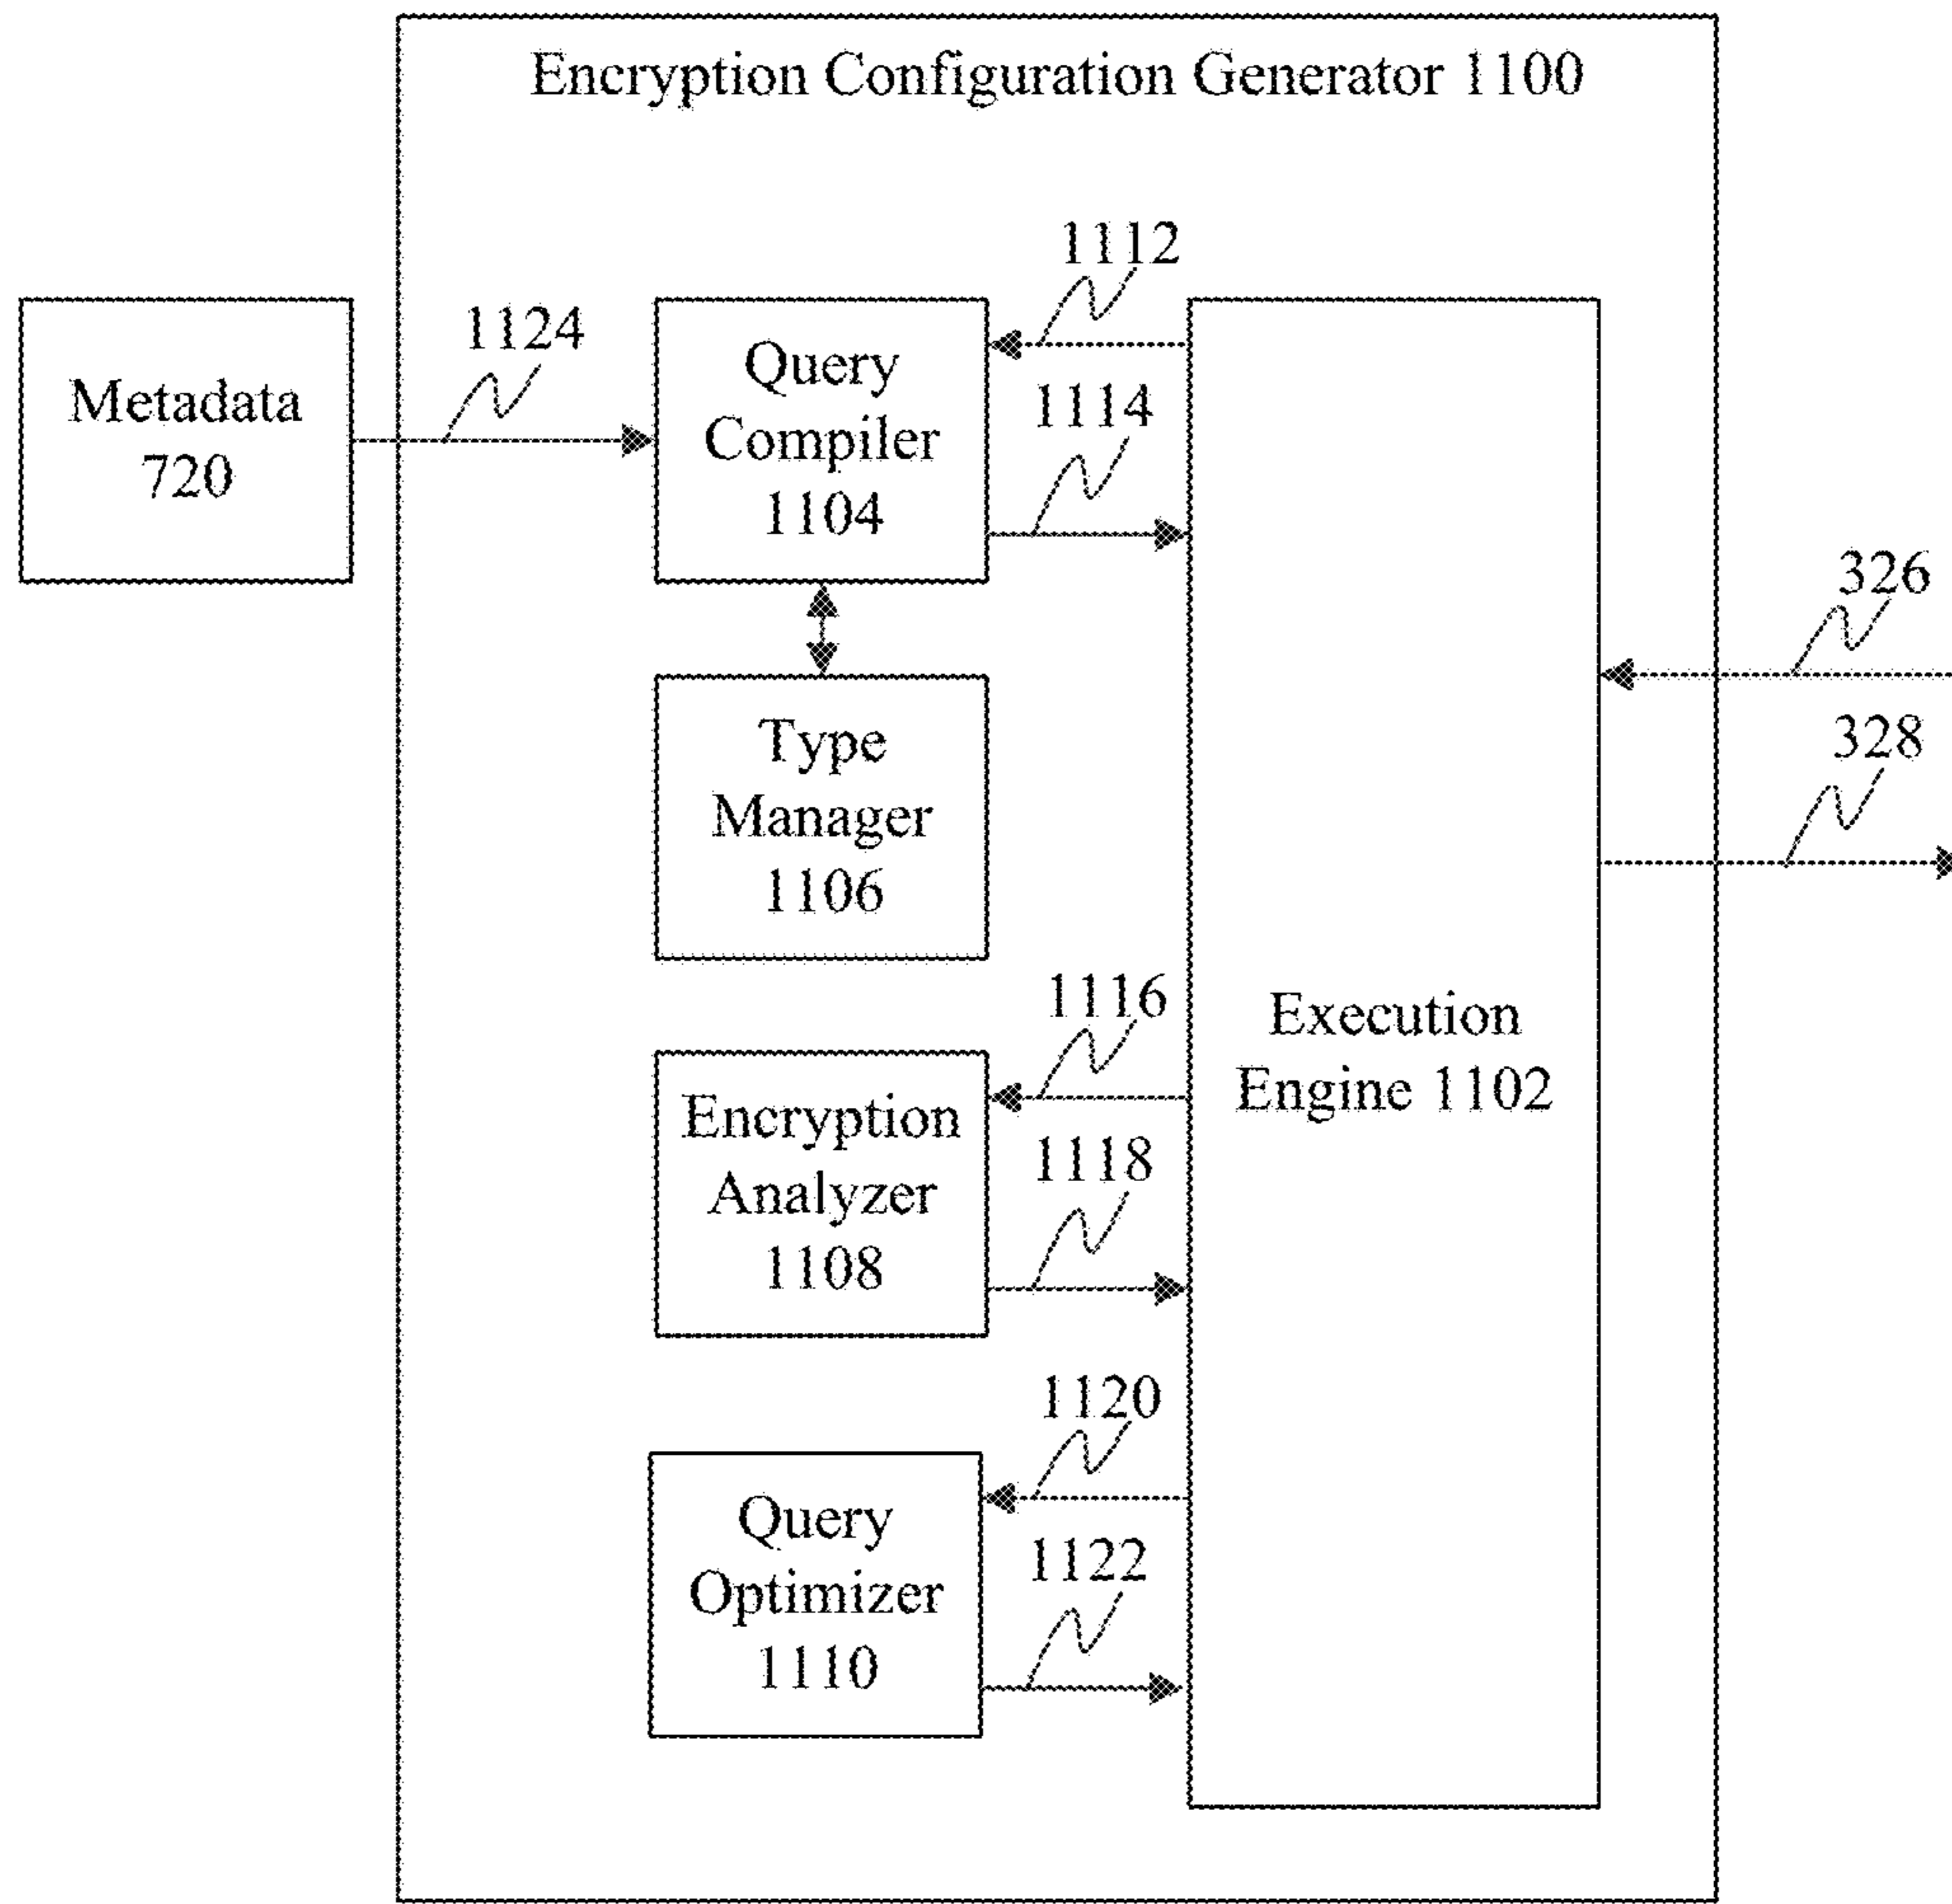 Encryption Configuration Generator 1100
1112
1124
Metadata
720
Query
Compiler
1104
1114
326
328
Type
Manager
1106
1116
Execution
Engine 1102
Encryption
Analyzer
1108
1118
1120
Query
Optimizer
1110
1122